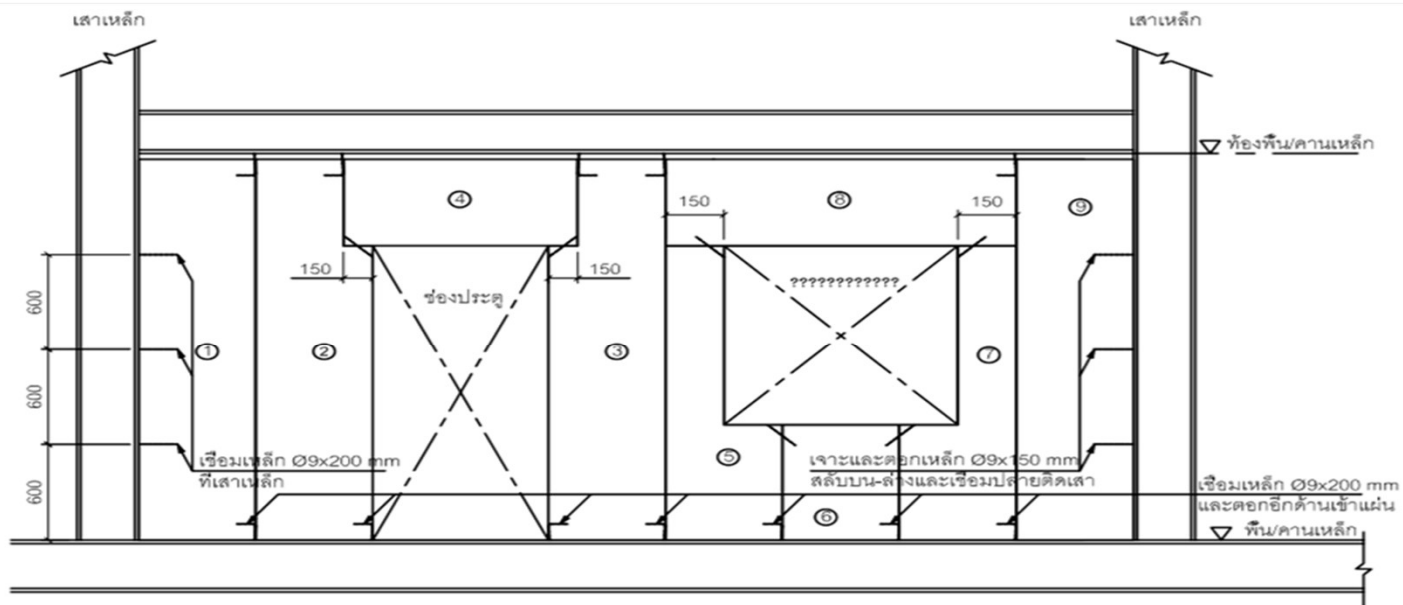 เสาเหล็ก
เสาเหล็ก
ท้องพื้น/คานเหล็ก
④
150
⑧
150
⑨
150
150
ช่องประตู
????????????
600
①
②
③
⑦
600
⑤
เชื่อมเหล็ก Ø9x200 mm
ที่เสาเหล็ก
เจาะและตอกเหล็ก Ø9x150 mm
สลับบน-ล่างและเชื่อมปลายติดเสา
600
⑥
เชื่อมเหล็ก Ø9x200 mm
และตอกอีกด้านเข้าแผ่น
พื้น/คานเหล็ก